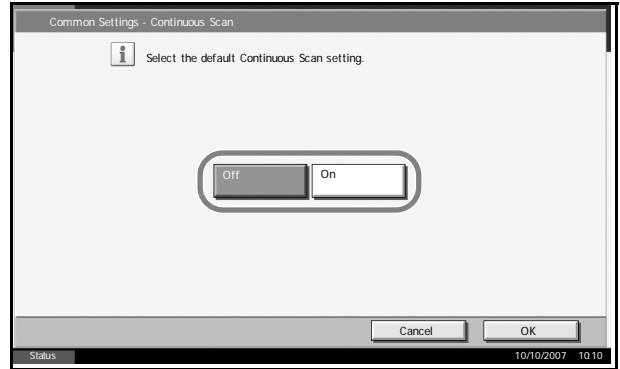 Common Settings - Continuous Scan
Select the default Continuous Scan setting.
Off On
Cancel OK
Status 10/10/2007 10:10